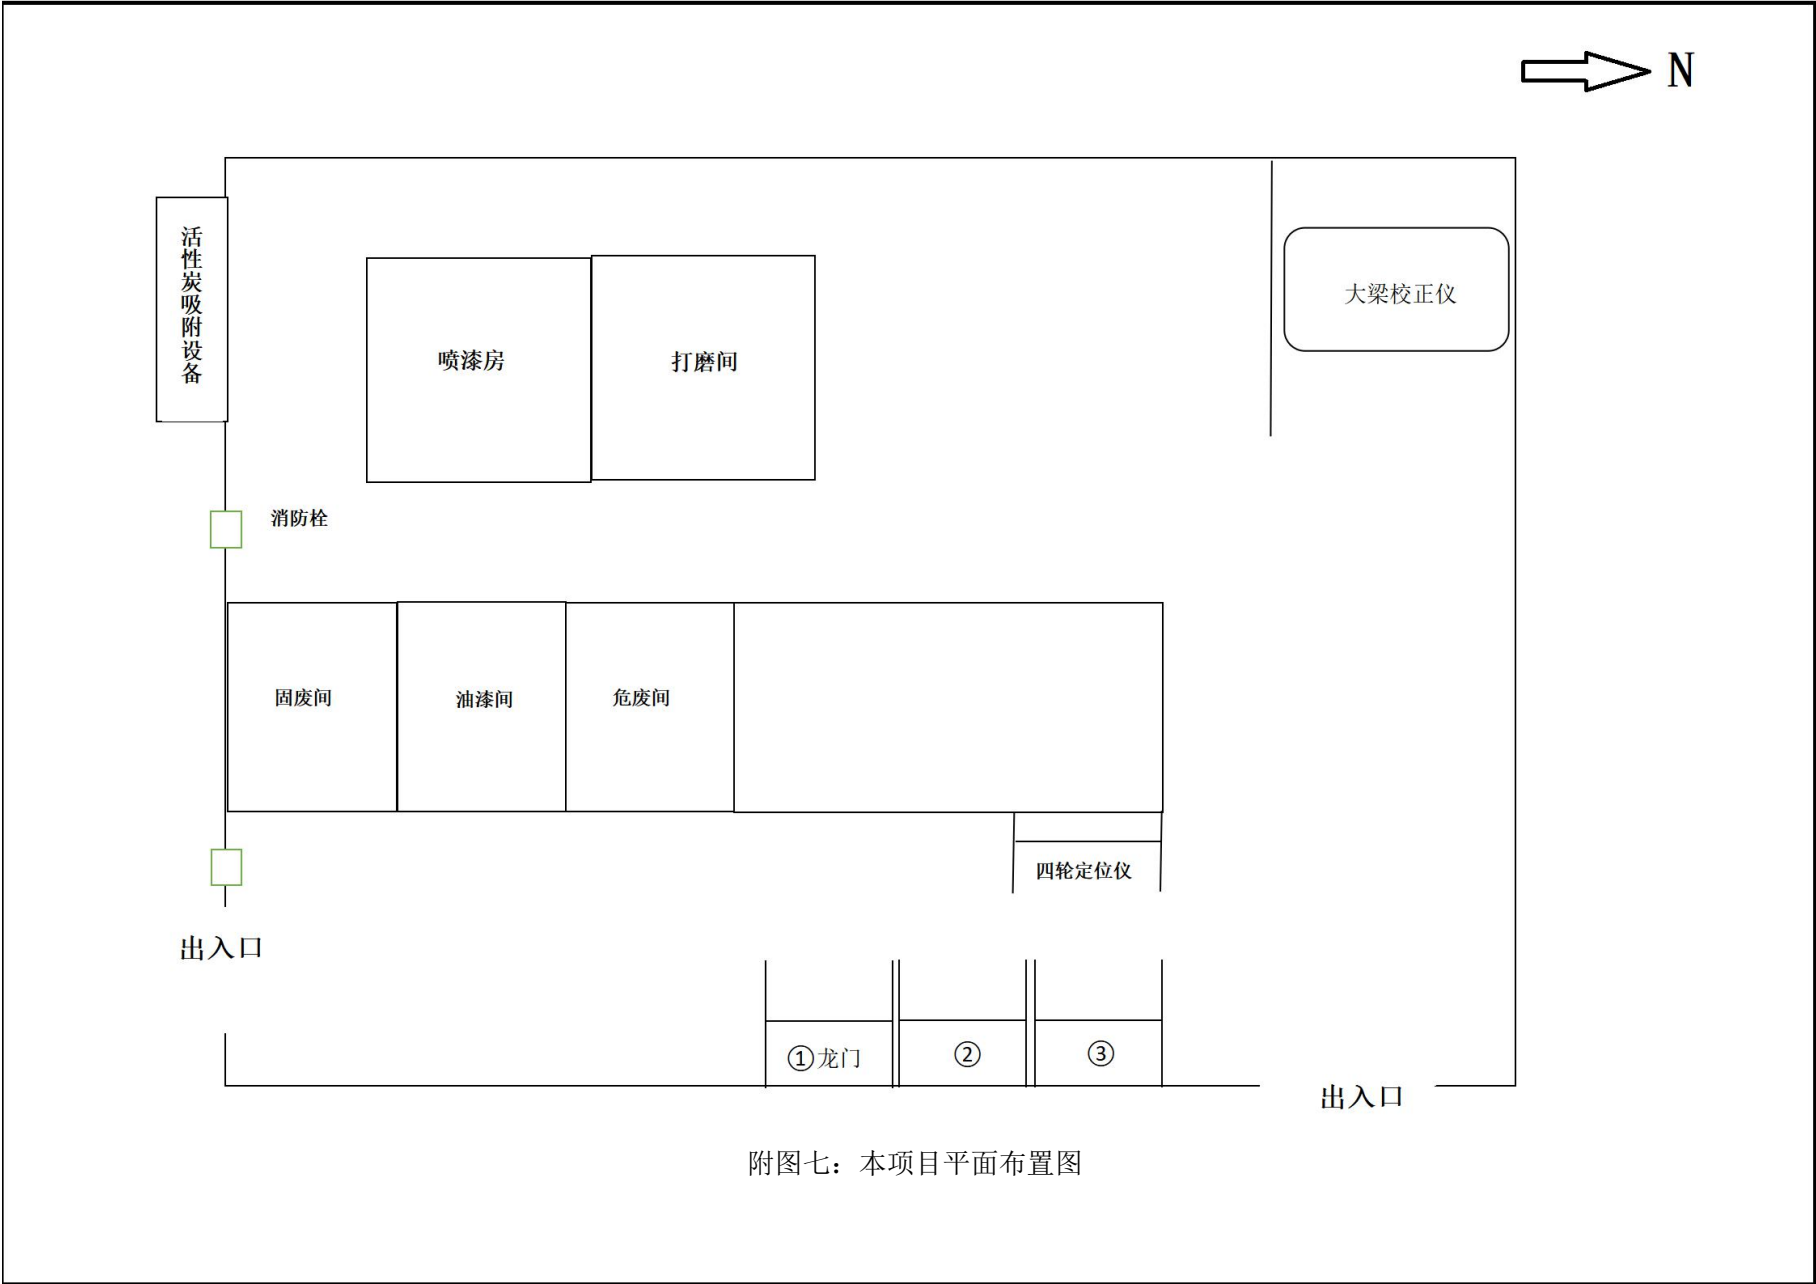 N
活性炭吸附设备
大梁校正仪
喷漆房
打磨间
消防栓
固废间
油漆间
危废间
四轮定位仪
出入口
①龙门
②
③
出入口
附图七：本项目平面布置图